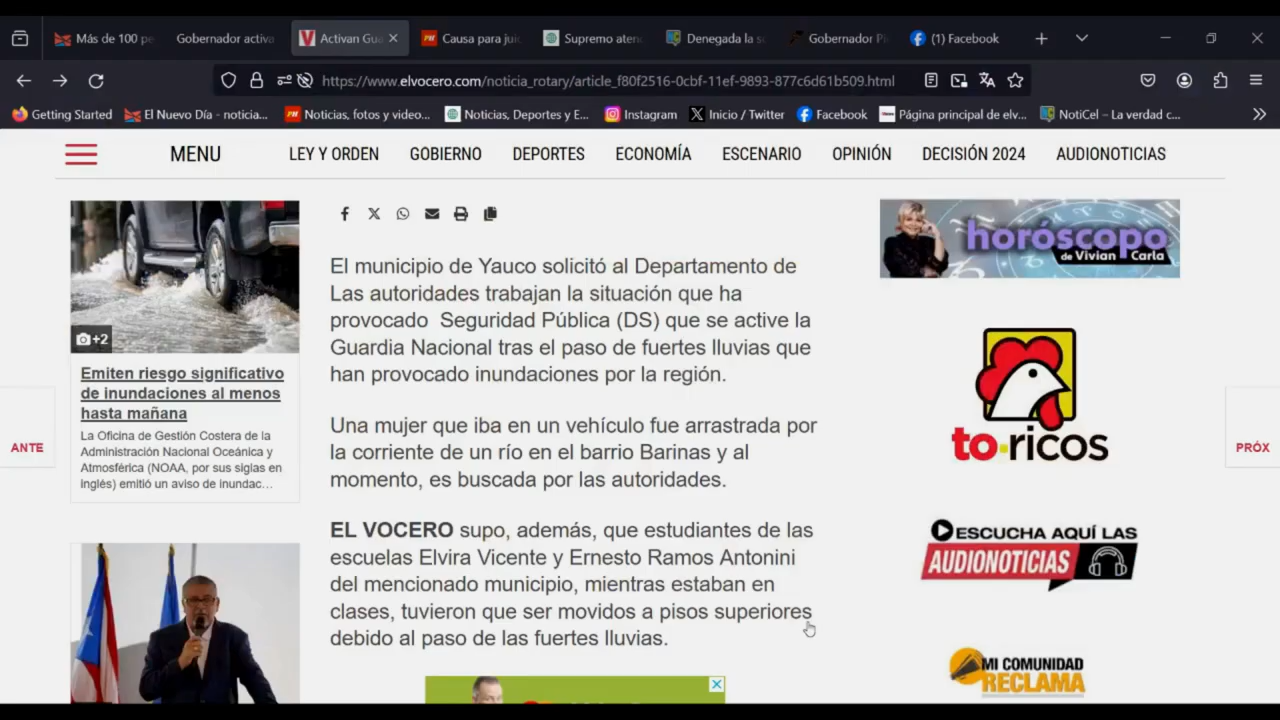 Más de 100 pe
Gobernador activa
Activan Gua
Causa para juic
Supremo aten
Denegada la so
Gobernador Pi
(1) Facebook
https://www.elvocero.com/noticia_rotary/article_f80f2516-0cbf-11ef-9893-877c6d61b509.html
Getting Started
El Nuevo Día - noticia...
Noticias, fotos y video...
Noticias, Deportes y E...
Instagram
Inicio / Twitter
Facebook
Página principal de elv...
NotiCel – La verdad c...
MENU
LEY Y ORDEN
GOBIERNO
DEPORTES
ECONOMÍA
ESCENARIO
OPINIÓN
DECISIÓN 2024
AUDIONOTICIAS
+2
Emiten riesgo significativo
de inundaciones al menos
hasta mañana
La Oficina de Gestión Costera de la
Administración Nacional Oceánica y
Atmosférica (NOAA, por sus siglas en
inglés) emitió un aviso de inundac...
ANTE
El municipio de Yauco solicitó al Departamento de
Las autoridades trabajan la situación que ha
provocado Seguridad Pública (DS) que se active la
Guardia Nacional tras el paso de fuertes lluvias que
han provocado inundaciones por la región.
Una mujer que iba en un vehículo fue arrastrada por
la corriente de un río en el barrio Barinas y al
momento, es buscada por las autoridades.
EL VOCERO supo, además, que estudiantes de las
escuelas Elvira Vicente y Ernesto Ramos Antonini
del mencionado municipio, mientras estaban en
clases, tuvieron que ser movidos a pisos superiores
debido al paso de las fuertes lluvias.
horóscopo
de Vivian Carla
to·ricos
PRÓX
ESCUCHA AQUÍ LAS
AUDIONOTICIAS
MI COMUNIDAD
RECLAMA